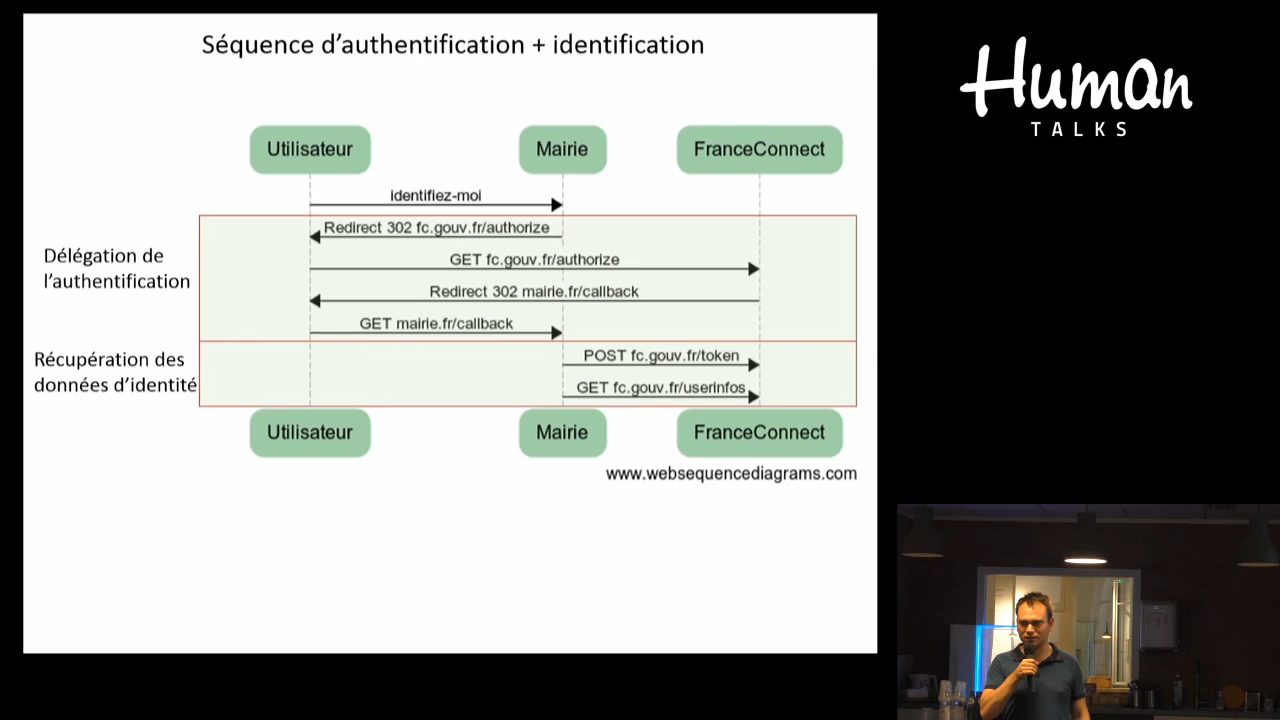 Séquence d’authentification + identification
Human
TALKS
Utilisateur
Mairie
FranceConnect
identifiez-moi
Redirect 302 fc.gouv.fr/authorize
Délégation de
l’authentification
GET fc.gouv.fr/authorize
Redirect 302 mairie.fr/callback
GET mairie.fr/callback
Récupération des
données d’identité
POST fc.gouv.fr/token
GET fc.gouv.fr/userinfos
Utilisateur
Mairie
FranceConnect
www.websequencediagrams.com